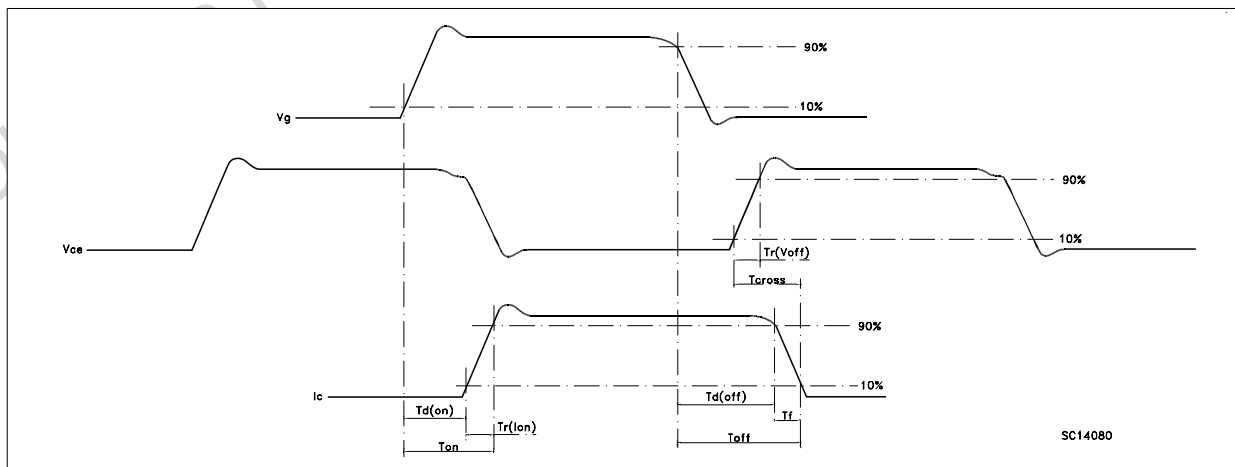 90%
10%
Vg
90%
Vce
10%
Tr(Voff)
Tcross
90%
10%
Ic
Td(on)
Td(off)
Tr(Ion)
Tf
Ton
Toff
SC14080